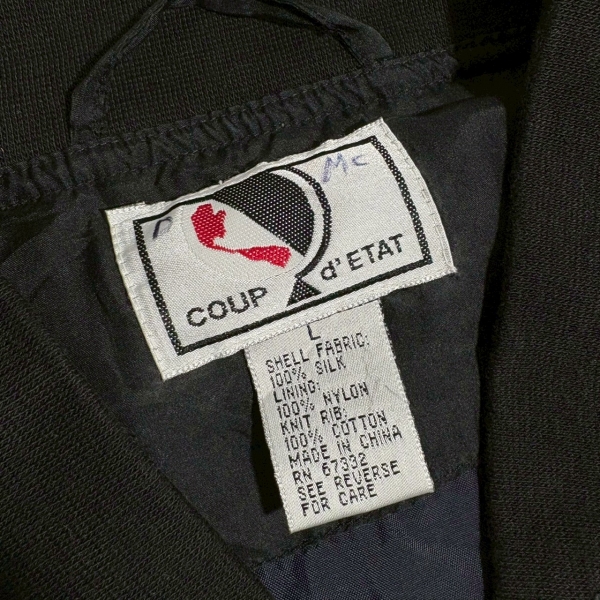 Mc
COUP d'ETAT
L
SHELL FABRIC:
100% SILK
LINING:
100% NYLON
KNIT RIB:
100% COTTON
MADE IN CHINA
RN 67332
SEE REVERSE
FOR CARE